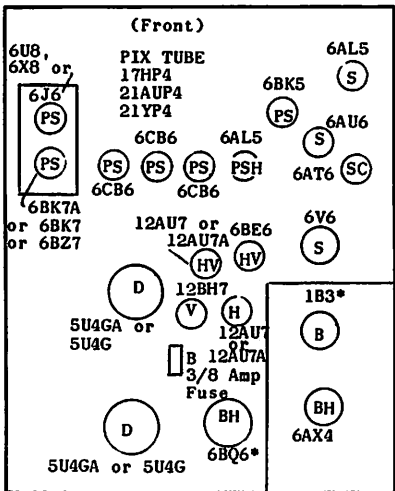 (Front)
6U8,
6X8 or
6J6
PS
PS
6BK7A
or 6BK7
or 6BZ7
PIX TUBE
17HP4
21AUP4
21YP4
6AL5
S
6BK5
PS
6AU6
S
6CB6
6CB6
6AL5
PS
PS
PS
PSH
6CB6
6CB6
6AT6
SC
12AU7 or
12AU7A
HV
6BE6
HV
6V6
S
D
5U4GA or
5U4G
12BH7
V
H
12AU7
or
12AU7A
B
3/8 Amp
Fuse
1B3*
B
D
5U4GA or 5U4G
BH
6BQ6*
BH
6AX4